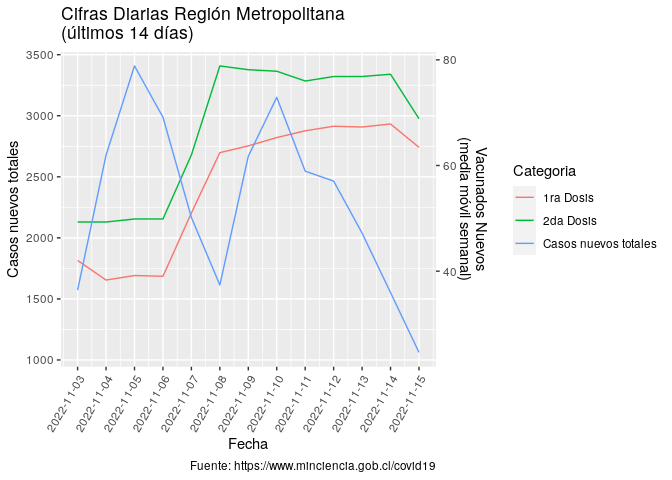 Cifras Diarias Región Metropolitana
(últimos 14 días)
3500
3000
2500
2000
1500
1000
Casos nuevos totales
80
60
40
Vacunados Nuevos
(media móvil semanal)
2022-11-03
2022-11-04
2022-11-05
2022-11-06
2022-11-07
2022-11-08
2022-11-09
2022-11-10
2022-11-11
2022-11-12
2022-11-13
2022-11-14
2022-11-15
Fecha
Categoria
1ra Dosis
2da Dosis
Casos nuevos totales
Fuente: https://www.minciencia.gob.cl/covid19